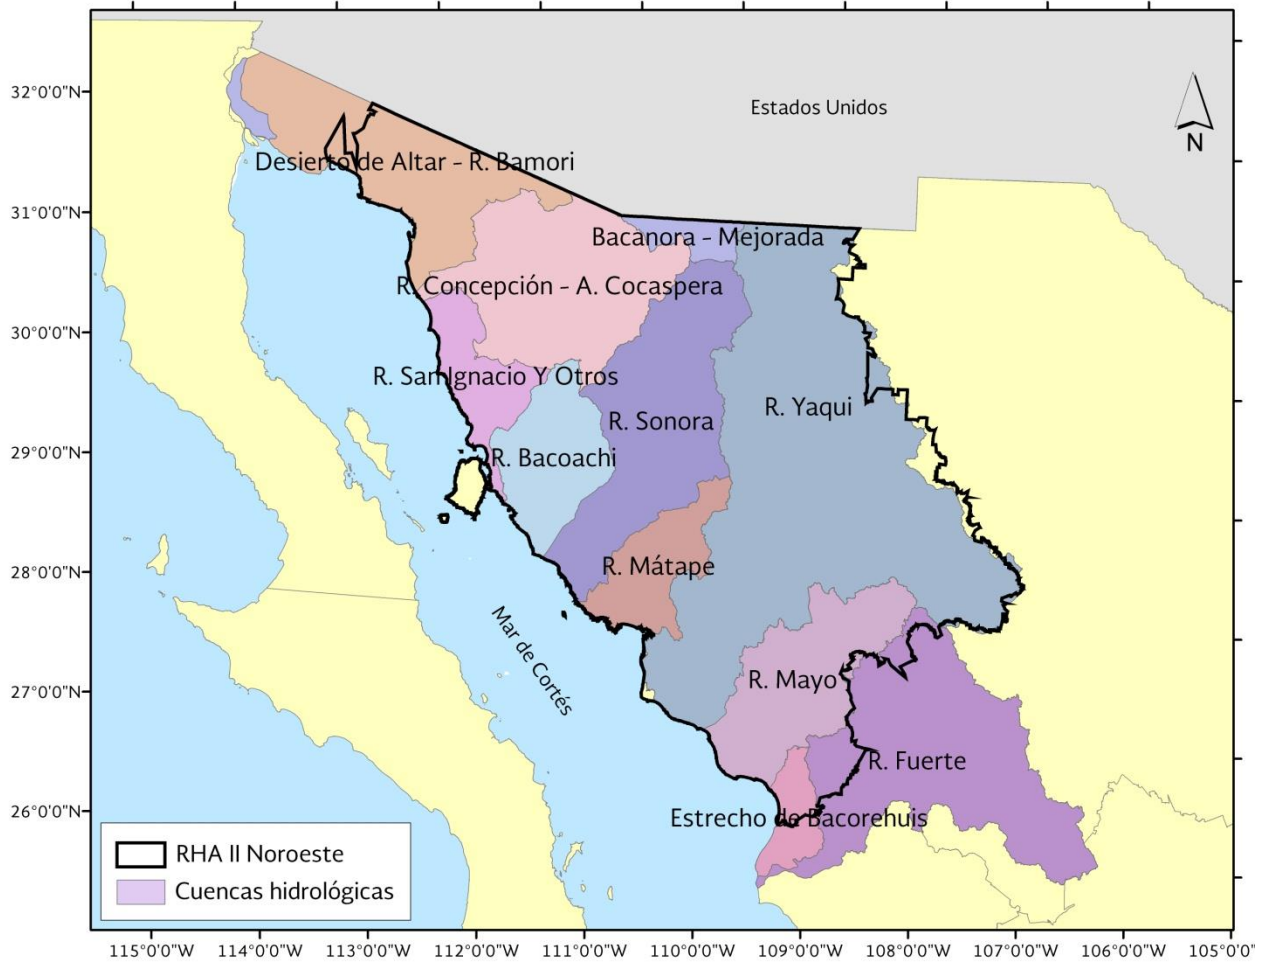 32°0'0"N
Estados Unidos
N
Desierto de Altar - R. Bamori
31°0'0"N
Bacanora - Mejorada
R. Concepción - A. Cocaspera
30°0'0"N
R. San Ignacio Y Otros
R. Yaqui
R. Sonora
29°0'0"N
R. Bacoachi
28°0'0"N
R. Mátape
Mar de Cortés
27°0'0"N
R. Mayo
R. Fuerte
26°0'0"N
Estrecho de Bacorehuis
RHA II Noroeste
Cuencas hidrológicas
115°0'0"W 114°0'0"W 113°0'0"W 112°0'0"W 111°0'0"W 110°0'0"W 109°0'0"W 108°0'0"W 107°0'0"W 106°0'0"W 105°0'0"W